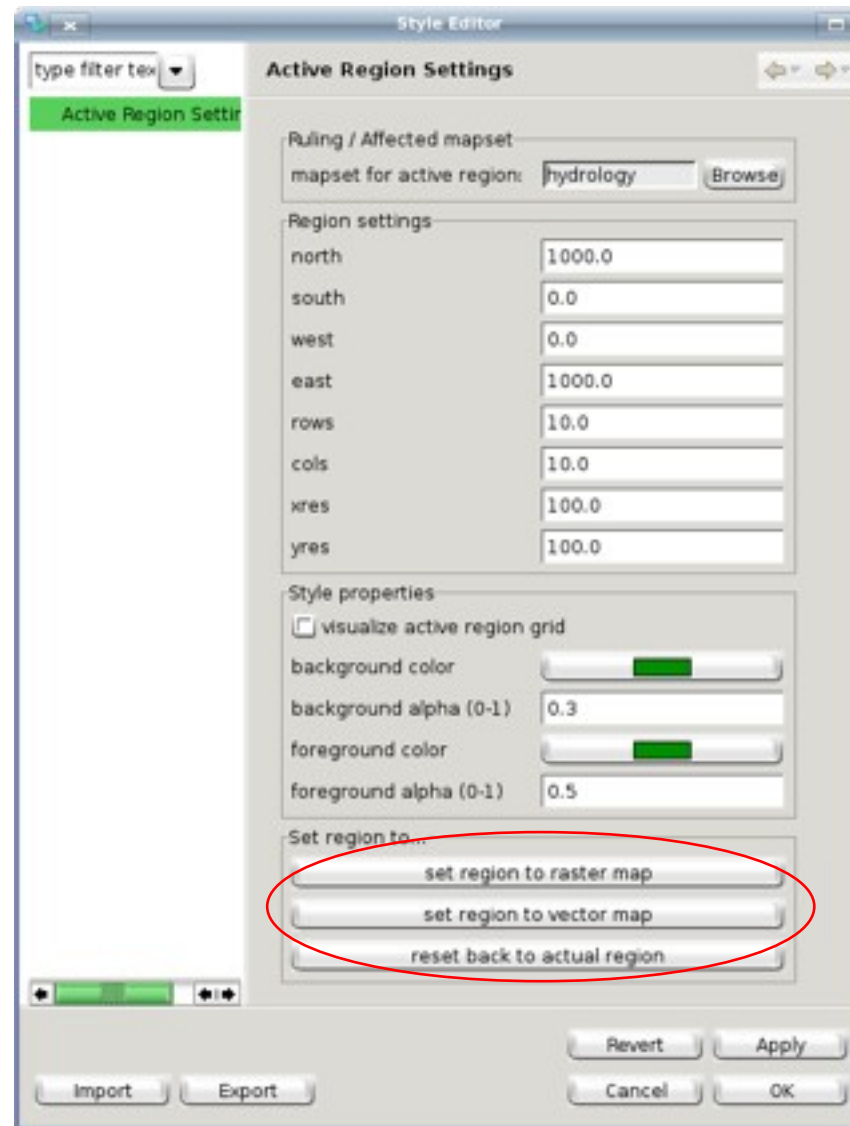 Style Editor
type filter tex
Active Region Settings
Active Region Settir
Ruling / Affected mapset
mapset for active region: hydrology Browse
Region settings
north 1000.0
south 0.0
west 0.0
east 1000.0
rows 10.0
cols 10.0
xres 100.0
yres 100.0
Style properties
visualize active region grid
background color
background alpha (0-1) 0.3
foreground color
foreground alpha (0-1) 0.5
Set region to...
set region to raster map
set region to vector map
reset back to actual region
Revert Apply
Import Export Cancel OK